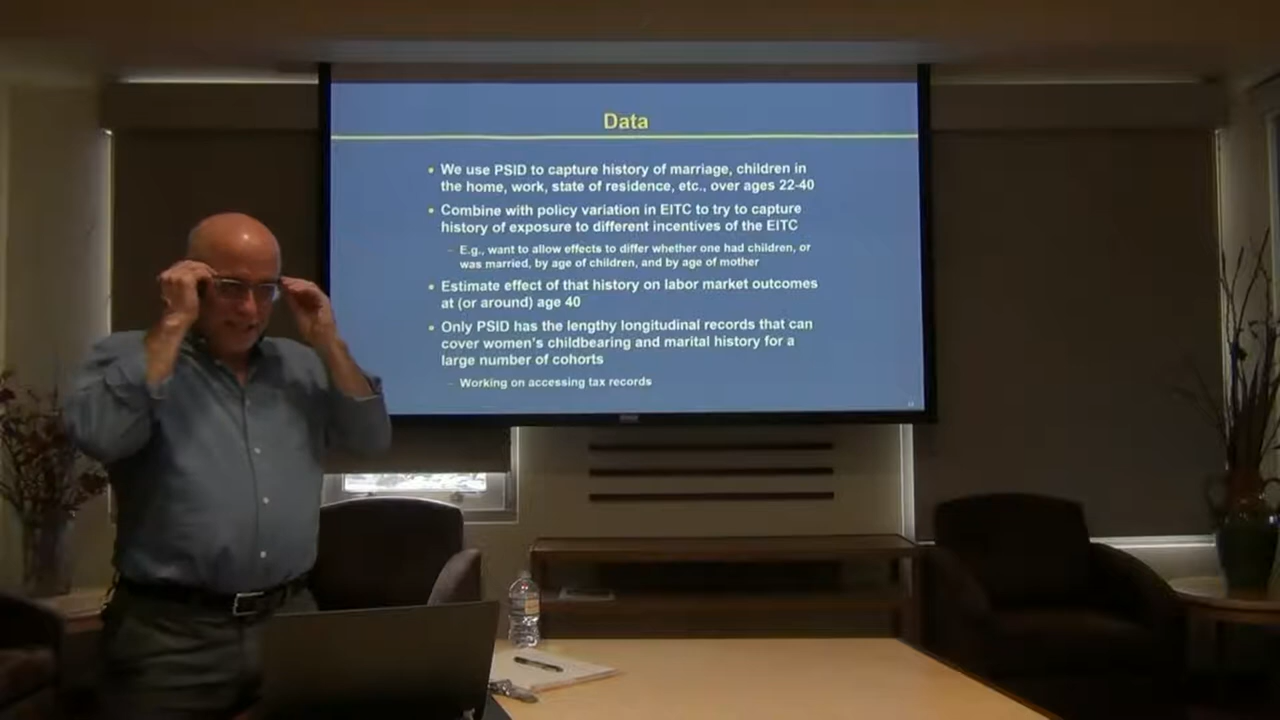 Data
• We use PSID to capture history of marriage, children in
the home, work, state of residence, etc., over ages 22-40
• Combine with policy variation in EITC to try to capture
history of exposure to different incentives of the EITC
– E.g., want to allow effects to differ whether one had children, or
was married, by age of children, and by age of mother
• Estimate effect of that history on labor market outcomes
at (or around) age 40
• Only PSID has the lengthy longitudinal records that can
cover women's childbearing and marital history for a
large number of cohorts
– Working on accessing tax records